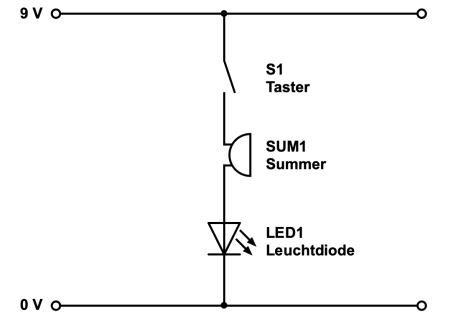 9 V
S1
Taster
SUM1
Summer
LED1
Leuchtdiode
0 V